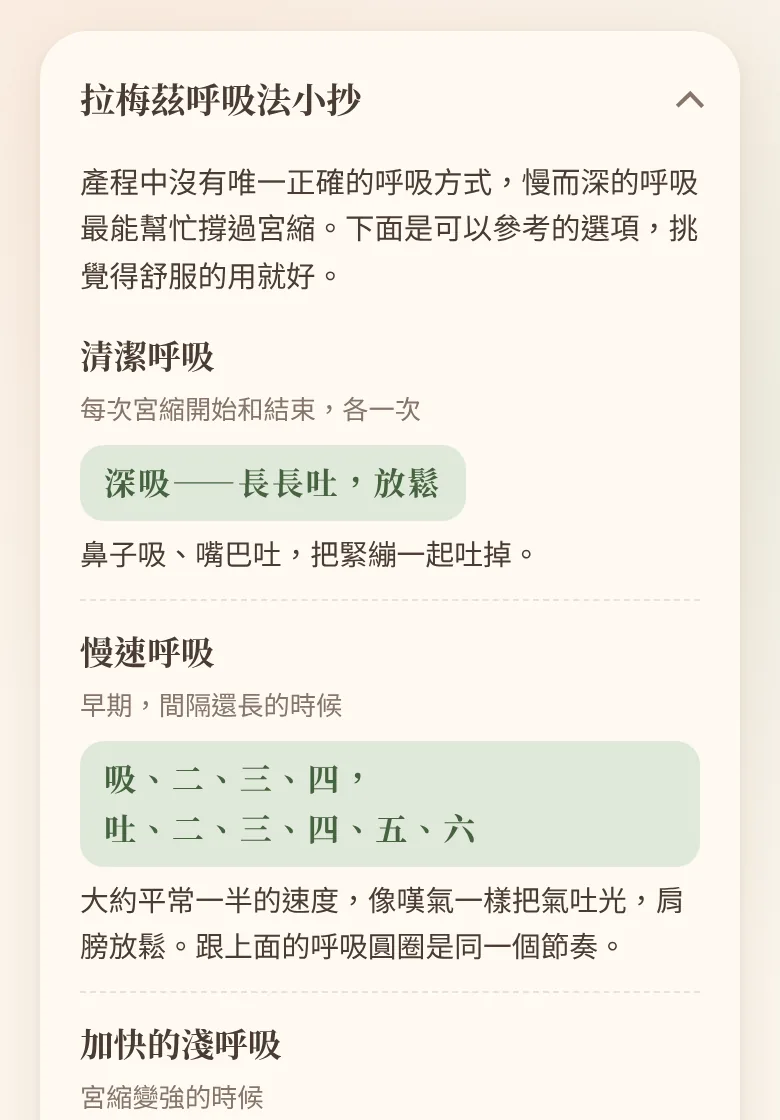 拉梅茲呼吸法小抄
產程中沒有唯一正確的呼吸方式，慢而深的呼吸
最能幫忙撐過宮縮。下面是可以參考的選項，挑
覺得舒服的用就好。
清潔呼吸
每次宮縮開始和結束，各一次
深吸——長長吐，放鬆
鼻子吸、嘴巴吐，把緊繃一起吐掉。
慢速呼吸
早期，間隔還長的時候
吸、二、三、四，
吐、二、三、四、五、六
大約平常一半的速度，像嘆氣一樣把氣吐光，肩
膀放鬆。跟上面的呼吸圓圈是同一個節奏。
加快的淺呼吸
宮縮變強的時候